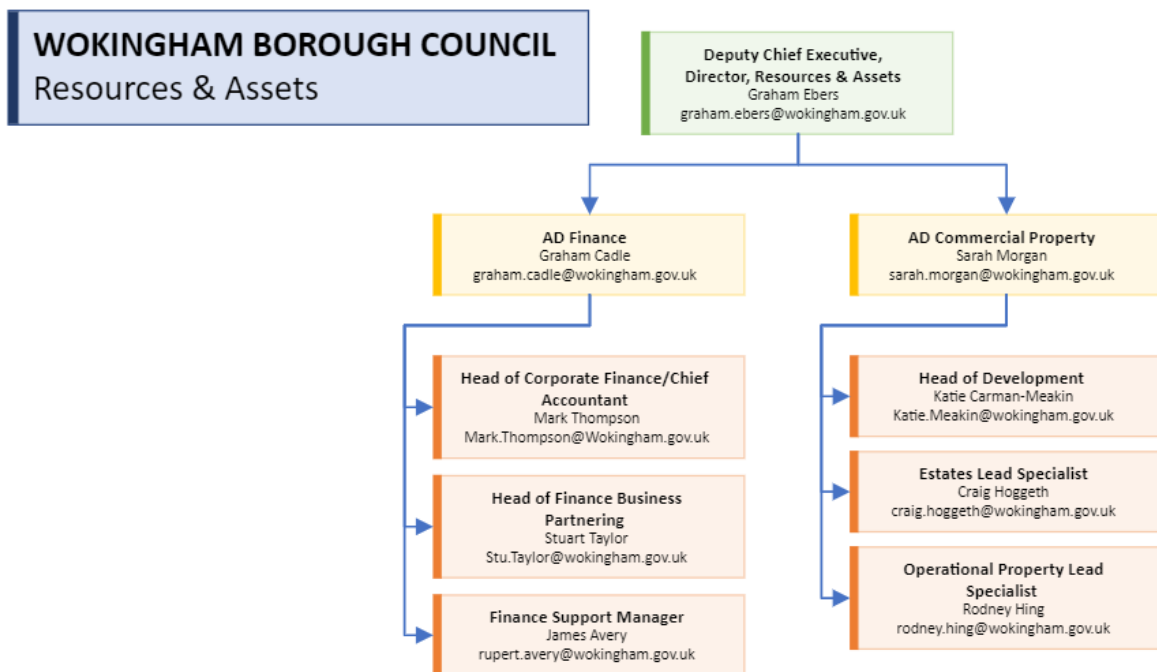 WOKINGHAM BOROUGH COUNCIL
Resources & Assets
Deputy Chief Executive,
Director, Resources & Assets
Graham Ebers
graham.ebers@wokingham.gov.uk
AD Finance
Graham Cadle
graham.cadle@wokingham.gov.uk
Head of Corporate Finance/Chief
Accountant
Mark Thompson
Mark.Thompson@Wokingham.gov.uk
Head of Finance Business
Partnering
Stuart Taylor
Stu.Taylor@wokingham.gov.uk
Finance Support Manager
James Avery
rupert.avery@wokingham.gov.uk
AD Commercial Property
Sarah Morgan
sarah.morgan@wokingham.gov.uk
Head of Development
Katie Carman-Meakin
Katie.Meakin@wokingham.gov.uk
Estates Lead Specialist
Craig Hoggeth
craig.hoggeth@wokingham.gov.uk
Operational Property Lead
Specialist
Rodney Hing
rodney.hing@wokingham.gov.uk